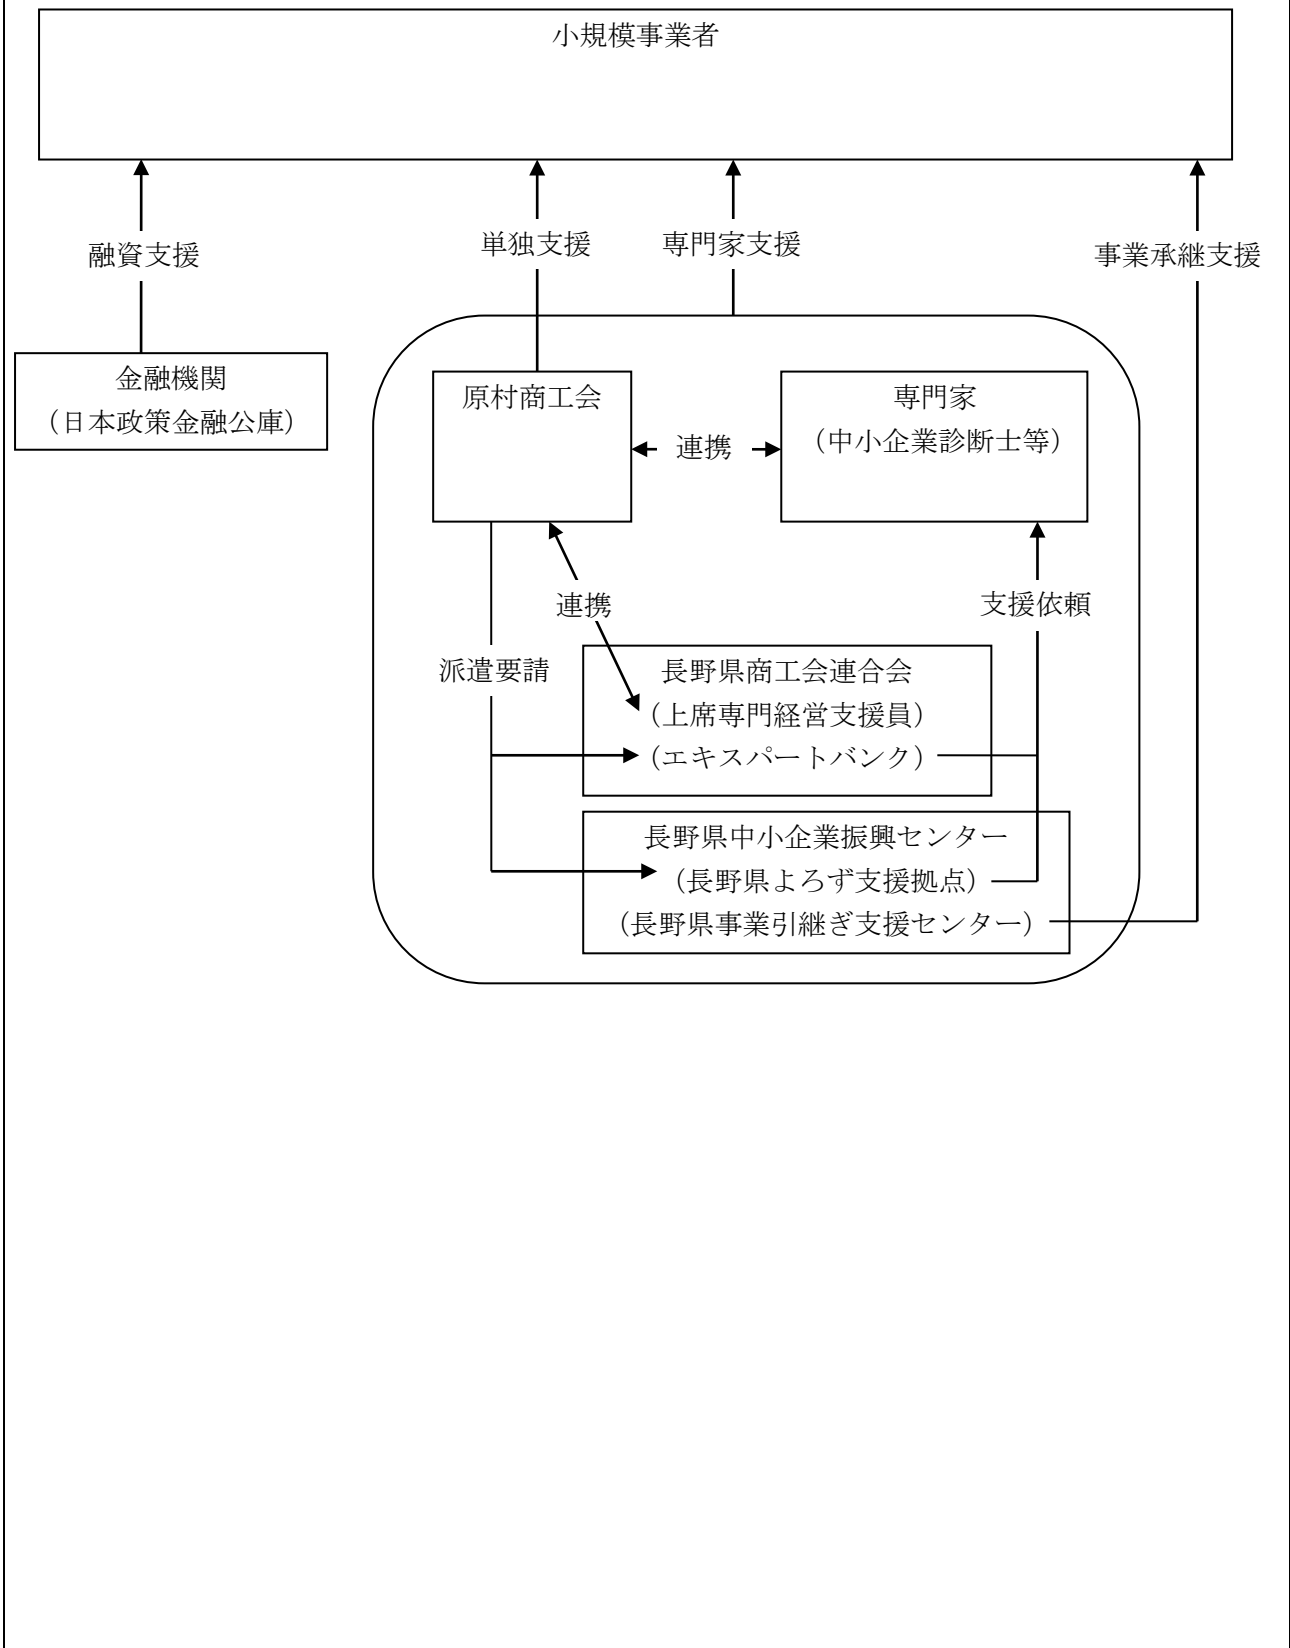 小規模事業者
融資支援
単独支援
専門家支援
事業承継支援
金融機関
（日本政策金融公庫）
原村商工会
連携
専門家
（中小企業診断士等）
連携
支援依頼
派遣要請
長野県商工会連合会
（上席専門経営支援員）
（エキスパートバンク）
長野県中小企業振興センター
（長野県よろず支援拠点）
（長野県事業引継ぎ支援センター）